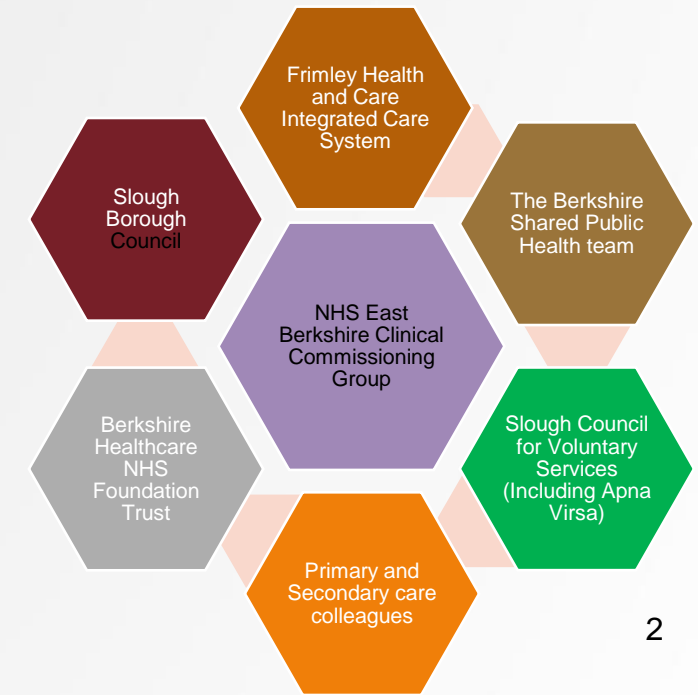 Frimley Health
and Care
Integrated Care
System
Slough
Borough
Council
The Berkshire
Shared Public
Health team
NHS East
Berkshire Clinical
Commissioning
Group
Berkshire
Healthcare
NHS
Foundation
Trust
Slough Council
for Voluntary
Services
(Including Apna
Virsa)
Primary and
Secondary care
colleagues
2